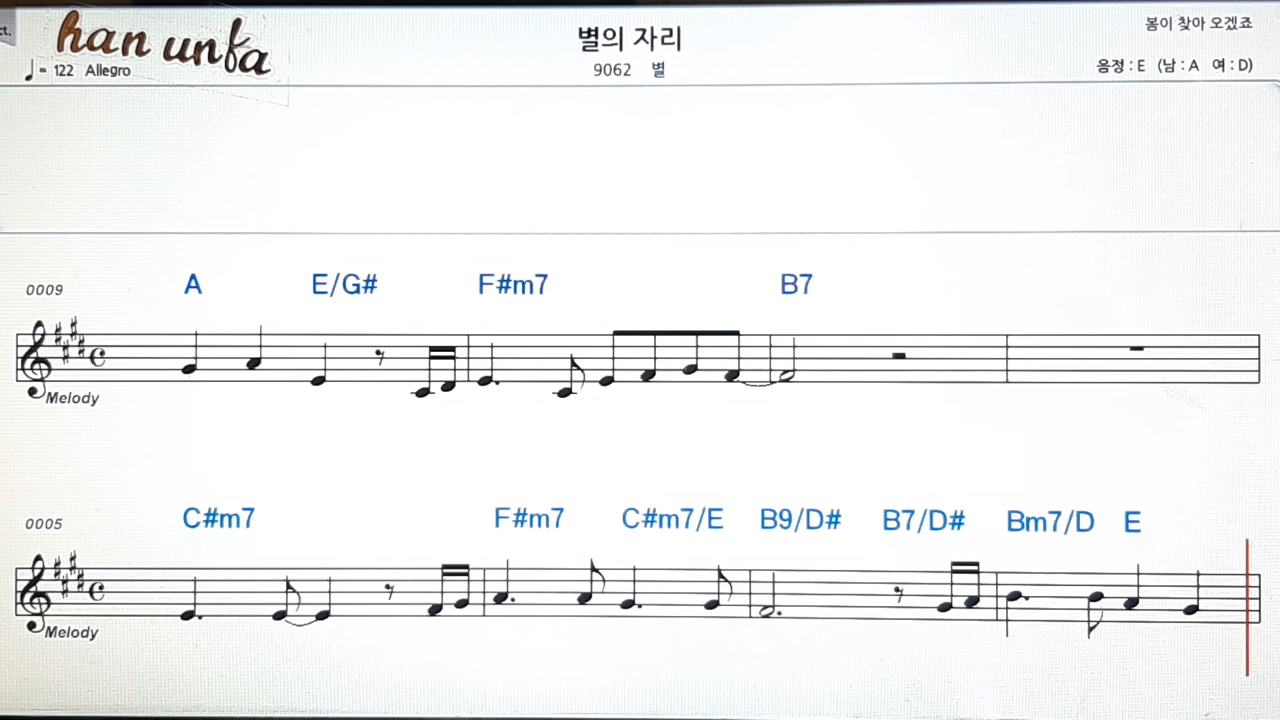 ct.
han unfa
♩= 122 Allegro
별의 자리
9062 별
봄이 찾아 오겠죠
음정 : E (남 : A 여 : D)
0009
A E/G# F#m7 B7
Melody
0005
C#m7 F#m7 C#m7/E B9/D# B7/D# Bm7/D E
Melody